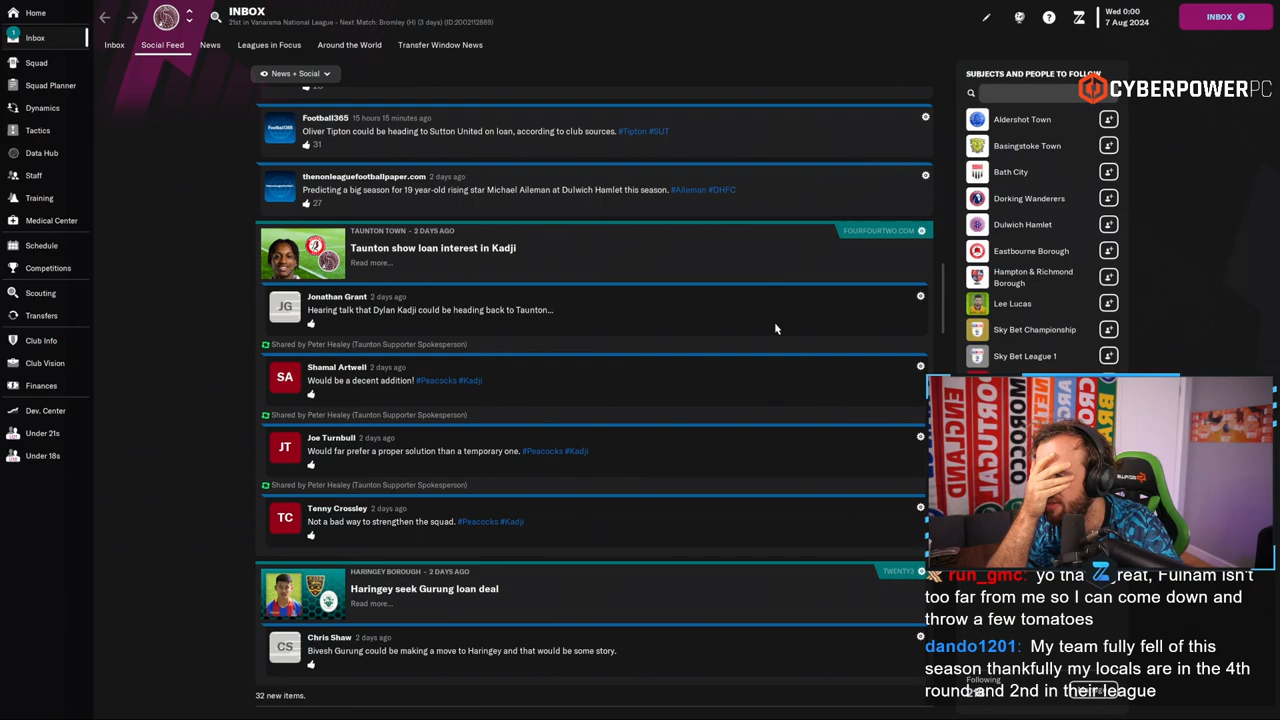 Home
INBOX
21st in Vanarama National League - Next Match: Bromley (H) (3 days) (ID:2002112889)
Wed 0:00
7 Aug 2024
INBOX
1
Inbox
Squad
Squad Planner
Dynamics
Tactics
Data Hub
Staff
Training
Medical Center
Schedule
Competitions
Scouting
Transfers
Club Info
Club Vision
Finances
Dev. Center
Under 21s
Under 18s
Inbox
Social Feed
News
Leagues in Focus
Around the World
Transfer Window News
News + Social
Football365 15 hours 15 minutes ago
Oliver Tipton could be heading to Sutton United on loan, according to club sources. #Tipton #SUT
31
thenonleaguefootballpaper.com 2 days ago
Predicting a big season for 19 year-old rising star Michael Aileman at Dulwich Hamlet this season. #Aileman #DHFC
27
TAUNTON TOWN - 2 DAYS AGO
FOURFOURTWO.COM
Taunton show loan interest in Kadji
Read more...
JG
Jonathan Grant 2 days ago
Hearing talk that Dylan Kadji could be heading back to Taunton...
Shared by Peter Healey (Taunton Supporter Spokesperson)
SA
Shamal Artwell 2 days ago
Would be a decent addition! #Peacocks #Kadji
Shared by Peter Healey (Taunton Supporter Spokesperson)
JT
Joe Turnbull 2 days ago
Would far prefer a proper solution than a temporary one. #Peacocks #Kadji
Shared by Peter Healey (Taunton Supporter Spokesperson)
TC
Tenny Crossley 2 days ago
Not a bad way to strengthen the squad. #Peacocks #Kadji
HARINGEY BOROUGH - 2 DAYS AGO
TWENTY3
Haringey seek Gurung loan deal
Read more...
CS
Chris Shaw 2 days ago
Bivesh Gurung could be making a move to Haringey and that would be some story.
32 new items.
SUBJECTS AND PEOPLE TO FOLLOW
CYBERPOWERPC
Aldershot Town
Basingstoke Town
Bath City
Dorking Wanderers
Dulwich Hamlet
Eastbourne Borough
Hampton & Richmond
Borough
Lee Lucas
Sky Bet Championship
Sky Bet League 1
ENGLAND
PORTUGAL
MOROCCO
CRO
BAR
run_gmc: yo tha great, Fulham isn't
too far from me so I can come down and
throw a few tomatoes
dando1201: My team fully fell of this
season thankfully my locals are in the 4th
round and 2nd in their league
Following